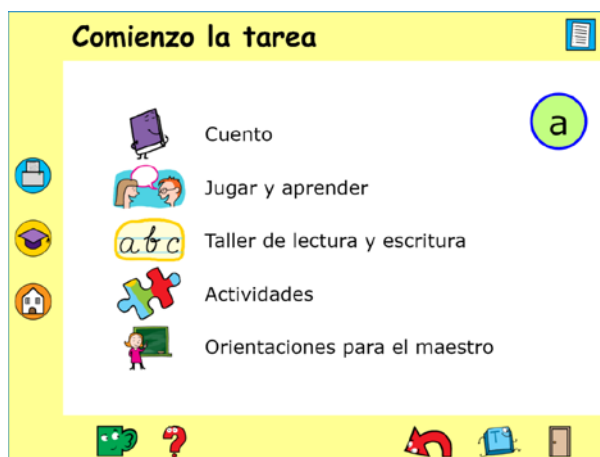 Comienzo la tarea
a
Cuento
Jugar y aprender
abc
Taller de lectura y escritura
Actividades
Orientaciones para el maestro
?
T